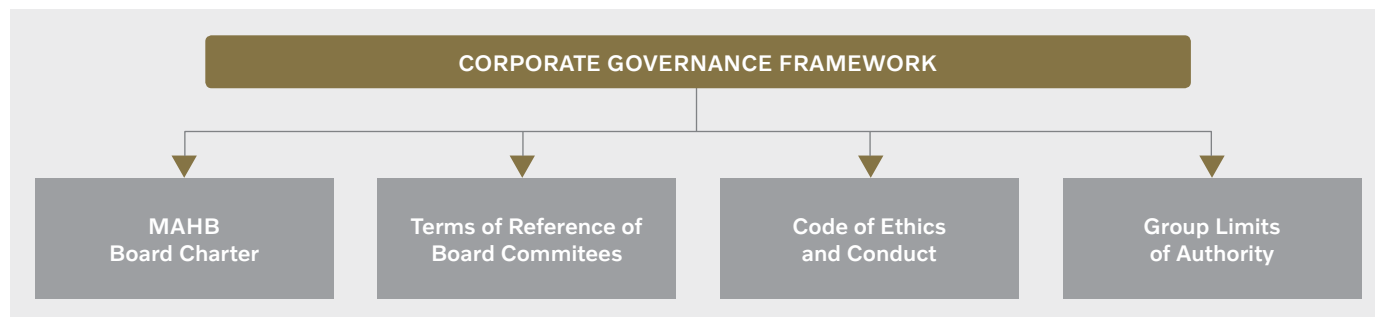 CORPORATE GOVERNANCE FRAMEWORK
MAHB
Board Charter
Terms of Reference of
Board Commitees
Code of Ethics
and Conduct
Group Limits
of Authority